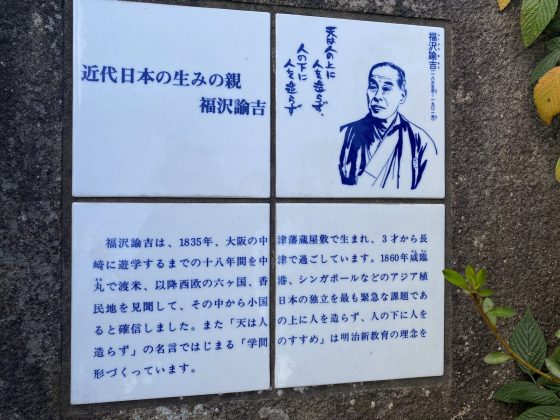 近代日本の生みの親
福沢諭吉
福沢諭吉
天は人の上に
人を造らず、
人の下に
人を造らず
福沢諭吉は、1835年、大阪の中津藩蔵屋敷で生まれ、3才から長
崎に遊学するまでの十八年間を中津で過ごしています。1860年咸臨
丸で渡米、以降西欧の六ヶ国、香港、シンガポールなどのアジア植
民地を見聞して、その中から小国日本の独立を最も緊急な課題であ
ると確信しました。また「天は人の上に人を造らず、人の下に人を
造らず」の名言ではじまる「学問のすすめ」は明治新教育の理念を
形づくっています。